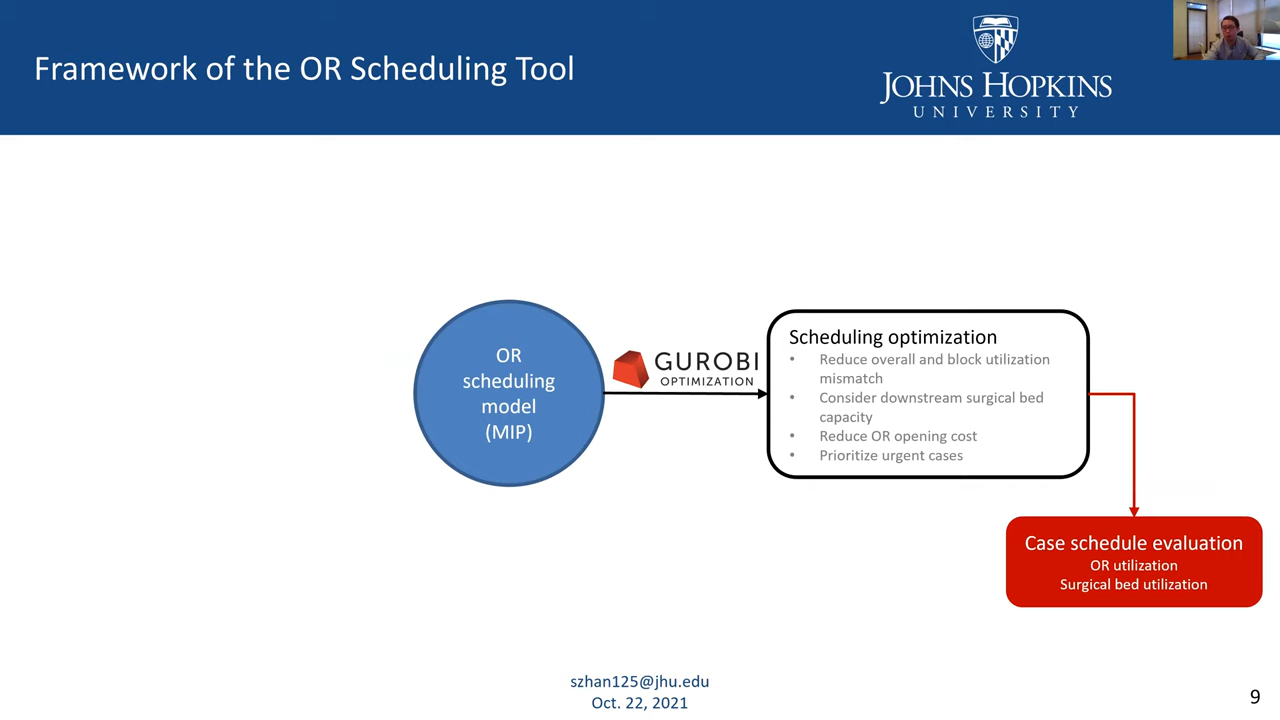 Framework of the OR Scheduling Tool
JOHNS HOPKINS
UNIVERSITY
OR
scheduling
model
(MIP)
GUROBI
OPTIMIZATION
Scheduling optimization
• Reduce overall and block utilization
mismatch
• Consider downstream surgical bed
capacity
• Reduce OR opening cost
• Prioritize urgent cases
Case schedule evaluation
OR utilization
Surgical bed utilization
szhan125@jhu.edu
Oct. 22, 2021
9